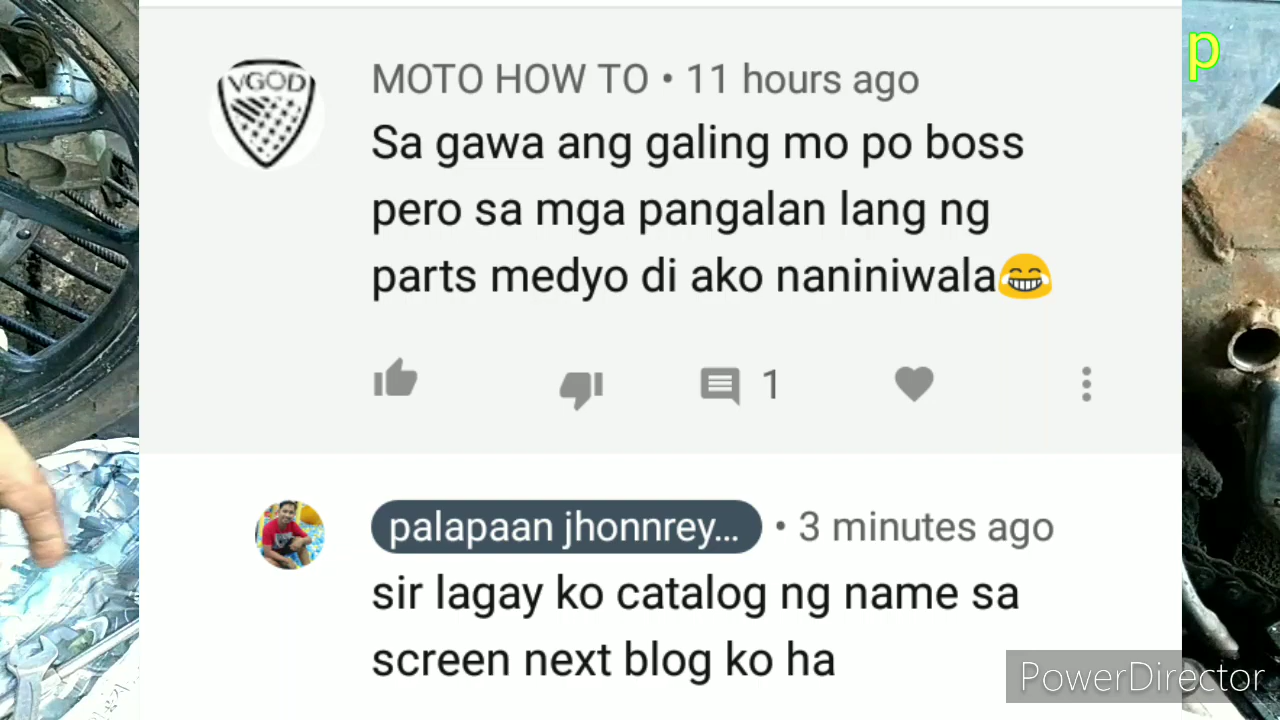 p
VGOD
MOTO HOW TO • 11 hours ago
Sa gawa ang galing mo po boss
pero sa mga pangalan lang ng
parts medyo di ako naniniwala😂
1
palapaan jhonnrey... • 3 minutes ago
sir lagay ko catalog ng name sa
screen next blog ko ha
PowerDirector